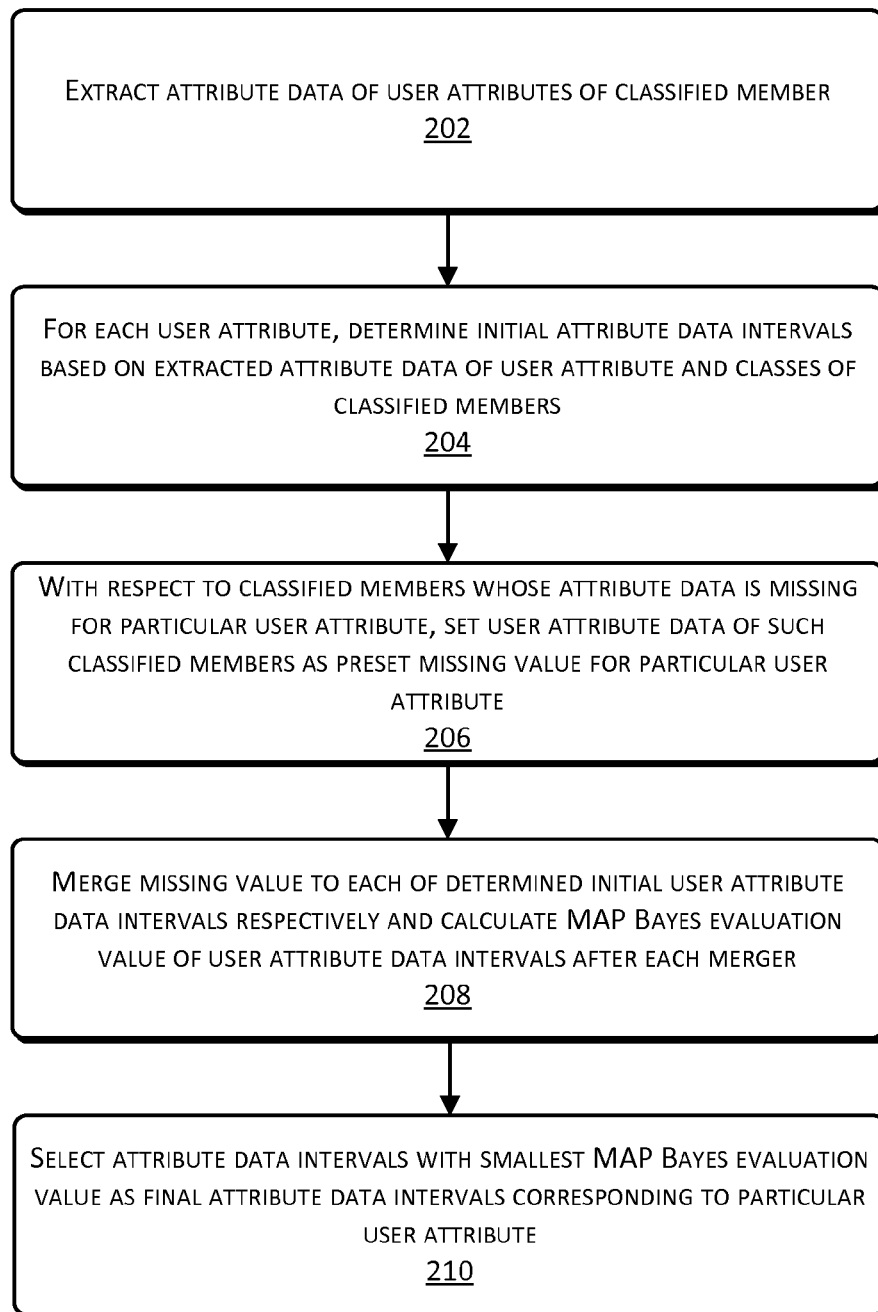 EXTRACT ATTRIBUTE DATA OF USER ATTRIBUTES OF CLASSIFIED MEMBER
202
FOR EACH USER ATTRIBUTE, DETERMINE INITIAL ATTRIBUTE DATA INTERVALS
BASED ON EXTRACTED ATTRIBUTE DATA OF USER ATTRIBUTE AND CLASSES OF
CLASSIFIED MEMBERS
204
WITH RESPECT TO CLASSIFIED MEMBERS WHOSE ATTRIBUTE DATA IS MISSING
FOR PARTICULAR USER ATTRIBUTE, SET USER ATTRIBUTE DATA OF SUCH
CLASSIFIED MEMBERS AS PRESET MISSING VALUE FOR PARTICULAR USER
ATTRIBUTE
206
MERGE MISSING VALUE TO EACH OF DETERMINED INITIAL USER ATTRIBUTE
DATA INTERVALS RESPECTIVELY AND CALCULATE MAP BAYES EVALUATION
VALUE OF USER ATTRIBUTE DATA INTERVALS AFTER EACH MERGER
208
SELECT ATTRIBUTE DATA INTERVALS WITH SMALLEST MAP BAYES EVALUATION
VALUE AS FINAL ATTRIBUTE DATA INTERVALS CORRESPONDING TO PARTICULAR
USER ATTRIBUTE
210